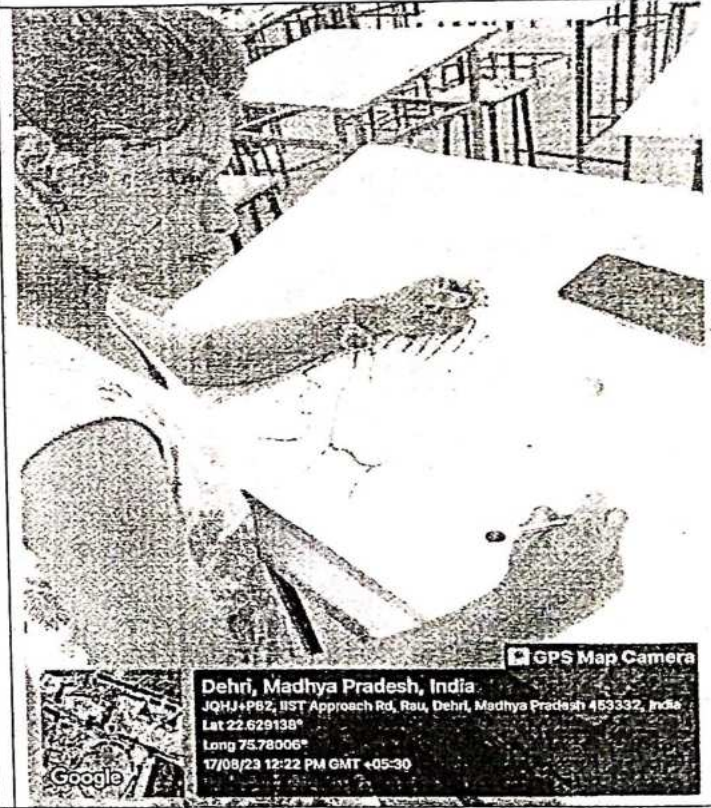 GPS Map Camera
Dehri, Madhya Pradesh, India
JQHJ+P82, IIST Approach Rd, Rau, Dehri, Madhya Pradesh 453332, India
Lat 22.629138°
Long 75.78006°
17/08/23 12:22 PM GMT +05:30
Google